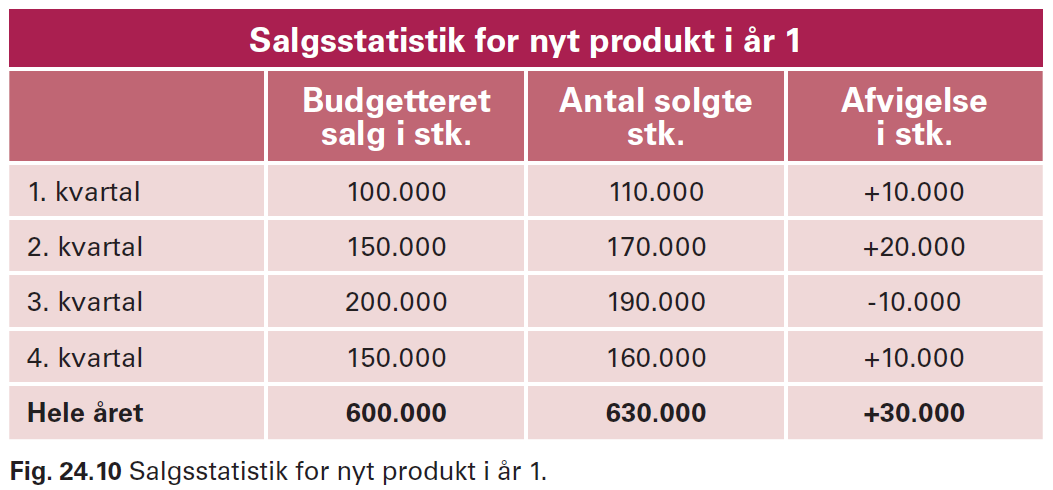 Salgsstatistik for nyt produkt i år 1
Budgetteret salg i stk. Antal solgte stk. Afvigelse i stk.
1. kvartal 100.000 110.000 +10.000
2. kvartal 150.000 170.000 +20.000
3. kvartal 200.000 190.000 -10.000
4. kvartal 150.000 160.000 +10.000
Hele året 600.000 630.000 +30.000
Fig. 24.10 Salgsstatistik for nyt produkt i år 1.